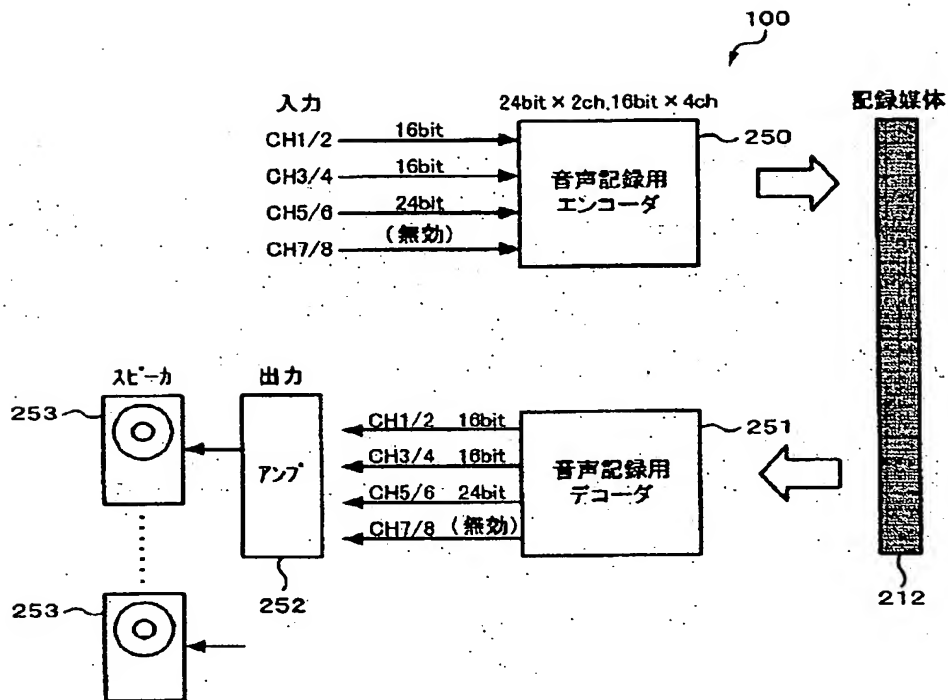 100
入力
24bit×2ch,16bit×4ch
記録媒体
CH1/2
16bit
250
CH3/4
16bit
音声記録用
エンコーダ
CH5/6
24bit
CH7/8
(無効)
スピーカ
出力
253
CH1/2 16bit
251
CH3/4 16bit
アンプ
音声記録用
デコーダ
CH5/6 24bit
CH7/8 (無効)
252
212
253